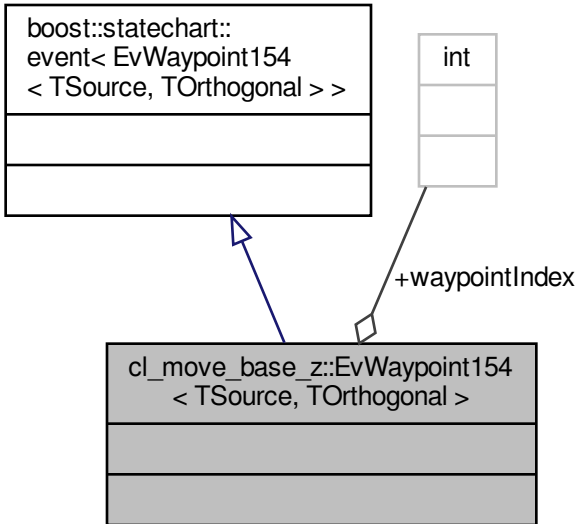 boost::statechart::
event< EvWaypoint154
< TSource, TOrthogonal > >
int
+waypointIndex
cl_move_base_z::EvWaypoint154
< TSource, TOrthogonal >